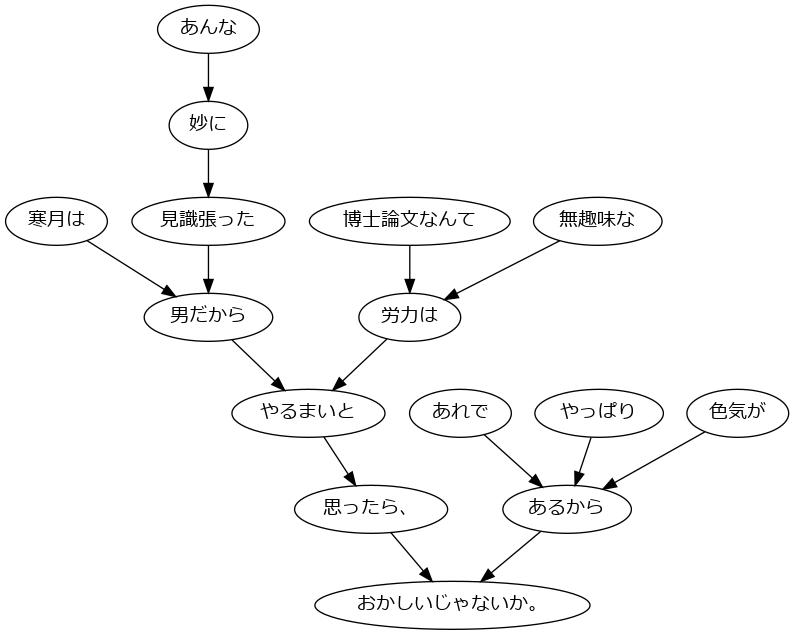 あんな
妙に
寒月は
見識張った
博士論文なんて
無趣味な
男だから
労力は
やるまいと
あれで
やっぱり
色気が
思ったら、
あるから
おかしいじゃないか。